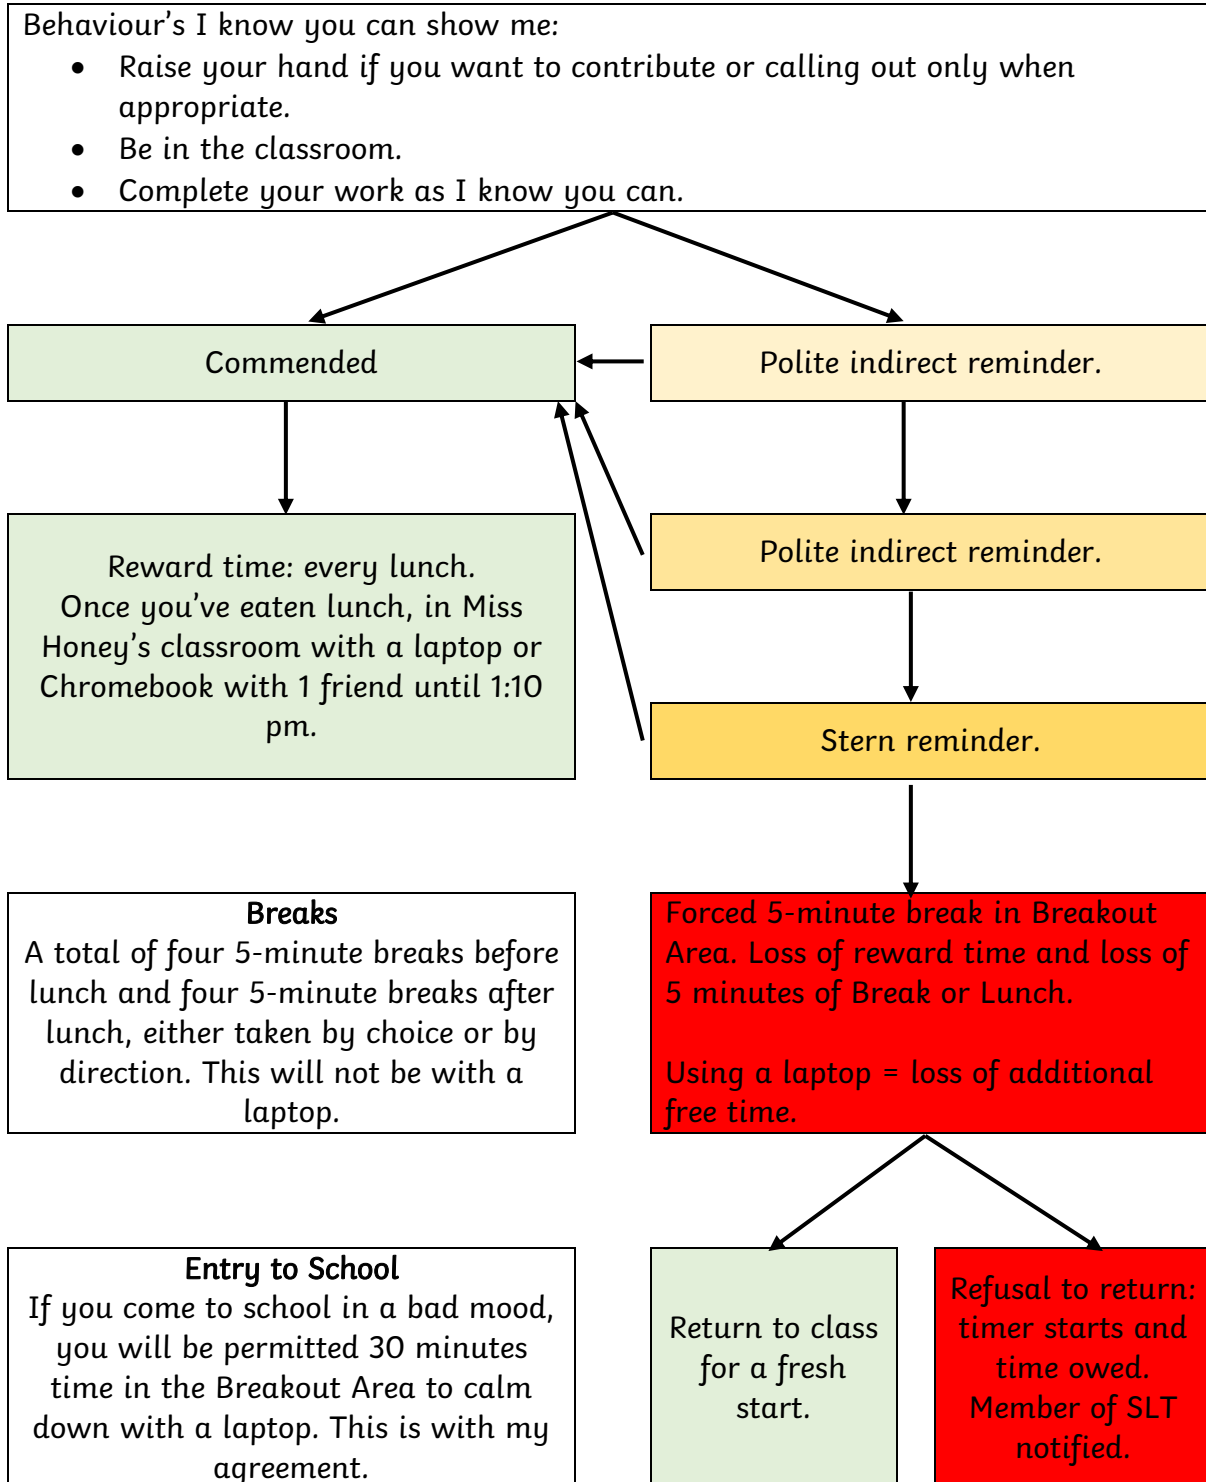 Behaviour's I know you can show me:
• Raise your hand if you want to contribute or calling out only when
appropriate.
• Be in the classroom.
• Complete your work as I know you can.
Commended
Polite indirect reminder.
Reward time: every lunch.
Once you've eaten lunch, in Miss
Honey's classroom with a laptop or
Chromebook with 1 friend until 1:10
pm.
Polite indirect reminder.
Stern reminder.
Breaks
A total of four 5-minute breaks before
lunch and four 5-minute breaks after
lunch, either taken by choice or by
direction. This will not be with a
laptop.
Forced 5-minute break in Breakout
Area. Loss of reward time and loss of
5 minutes of Break or Lunch.
Using a laptop = loss of additional
free time.
Entry to School
If you come to school in a bad mood,
you will be permitted 30 minutes
time in the Breakout Area to calm
down with a laptop. This is with my
agreement.
Return to class
for a fresh
start.
Refusal to return:
timer starts and
time owed.
Member of SLT
notified.